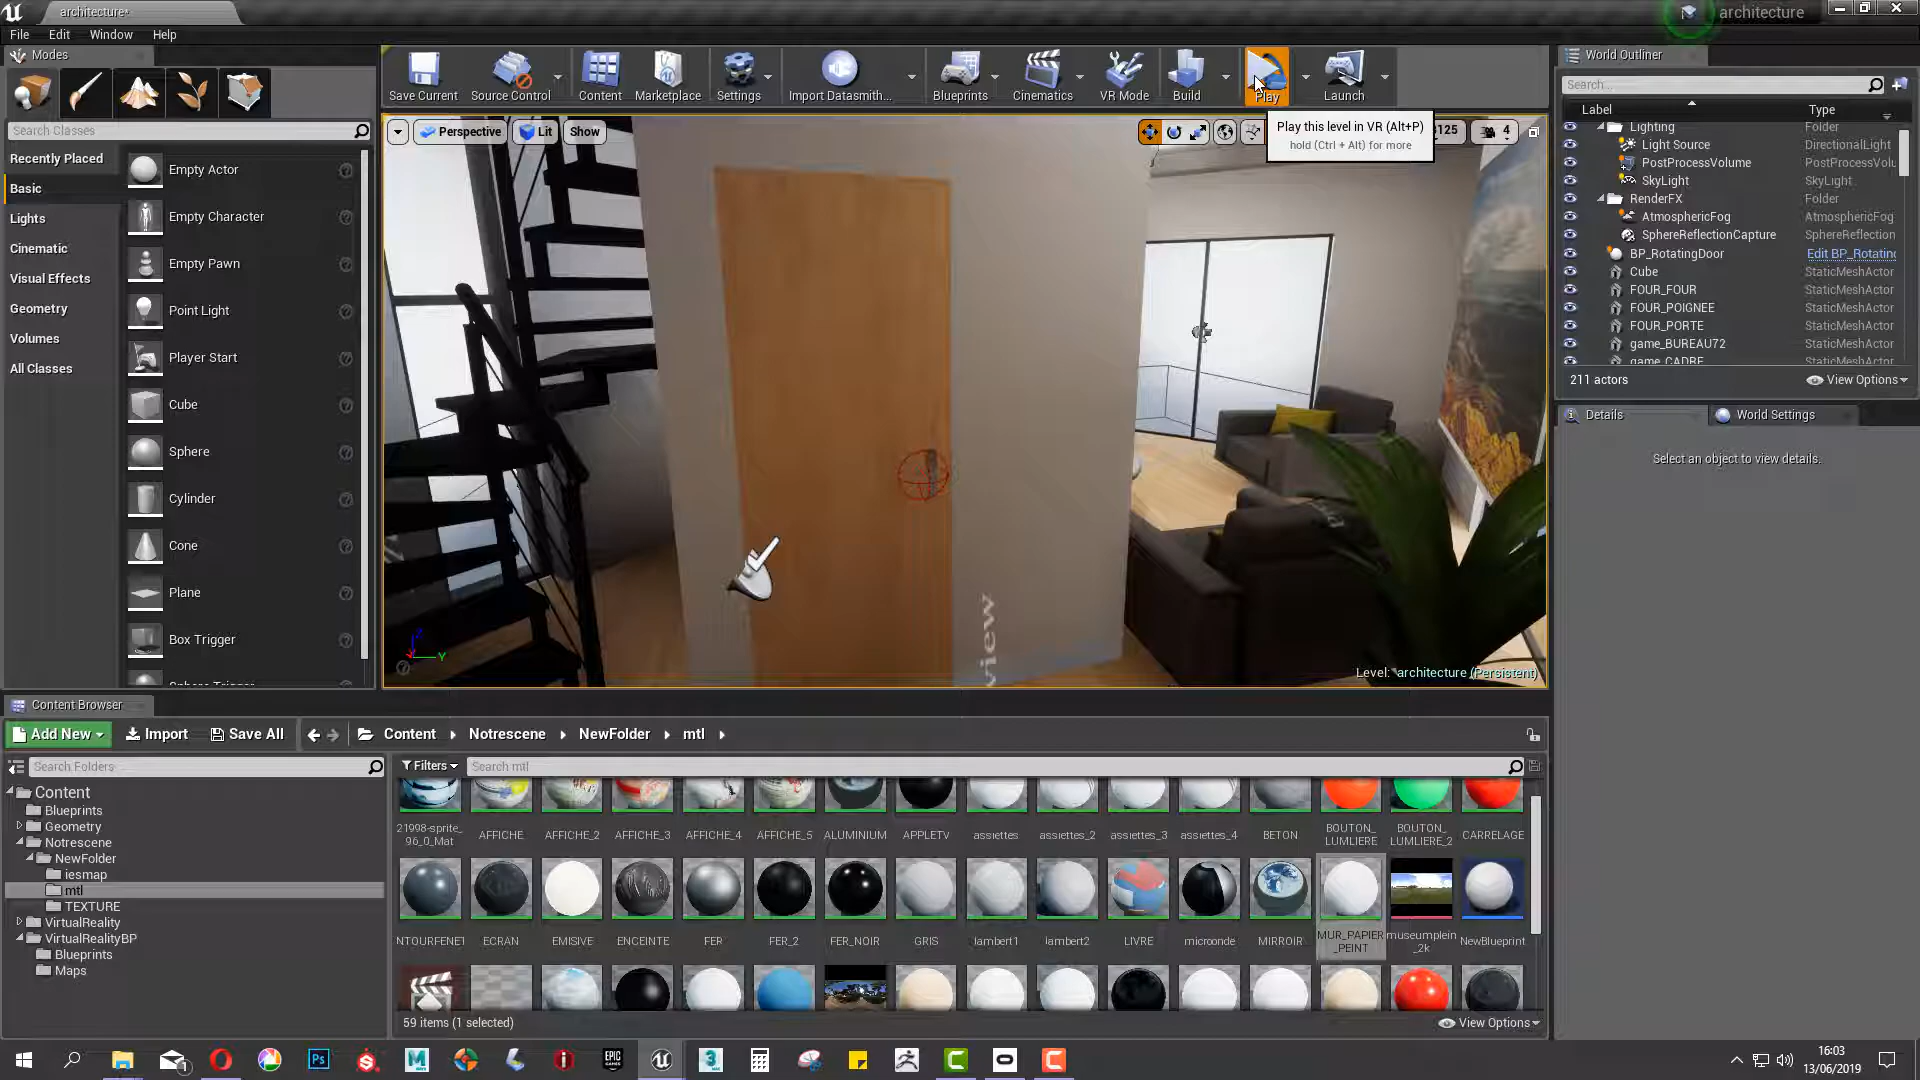 architecture*
architecture
File Edit Window Help
Modes
Save Current
Source Control
Content
Marketplace
Settings
Import Datasmith...
Blueprints
Cinematics
VR Mode
Build
Play
Launch
World Outliner
Search...
Label Type
Search Classes
Perspective
Lit
Show
Play this level in VR (Alt+P)
hold (Ctrl + Alt) for more
4
Recently Placed
Basic
Lights
Cinematic
Visual Effects
Geometry
Volumes
All Classes
Empty Actor
Empty Character
Empty Pawn
Point Light
Player Start
Cube
Sphere
Cylinder
Cone
Plane
Box Trigger
Lighting Folder
Light Source DirectionalLight
PostProcessVolume PostProcessVolu
SkyLight SkyLight
RenderFX Folder
AtmosphericFog AtmosphericFog
SphereReflectionCapture SphereReflection
BP_RotatingDoor Edit BP_Rotatin
Cube StaticMeshActor
FOUR_FOUR StaticMeshActor
FOUR_POIGNEE StaticMeshActor
FOUR_PORTE StaticMeshActor
game_BUREAU72 StaticMeshActor
game_CADRE StaticMeshActor
211 actors
View Options
Details
World Settings
Select an object to view details.
view
Level: architecture (Persistent)
Content Browser
Add New
Import
Save All
Content
Notrescene
NewFolder
mtl
Search Folders
Filters
Search mtl
Content
Blueprints
Geometry
Notrescene
NewFolder
iesmap
mtl
TEXTURE
VirtualReality
VirtualRealityBP
Blueprints
Maps
21998-sprite_
96_0_Mat
AFFICHE
AFFICHE_2
AFFICHE_3
AFFICHE_4
AFFICHE_5
ALUMINIUM
APPLETV
assiettes
assiettes_2
assiettes_3
assiettes_4
BETON
BOUTON_
LUMLIERE
BOUTON_
LUMLIERE_2
CARRELAGE
NTOURFENET
ECRAN
EMISIVE
ENCEINTE
FER
FER_2
FER_NOIR
GRIS
lambert1
lambert2
LIVRE
microonde
MIRROIR
MUR_PAPIER
_PEINT
museumplein
_2k
NewBlueprint
59 items (1 selected)
View Options
16:03
13/06/2019